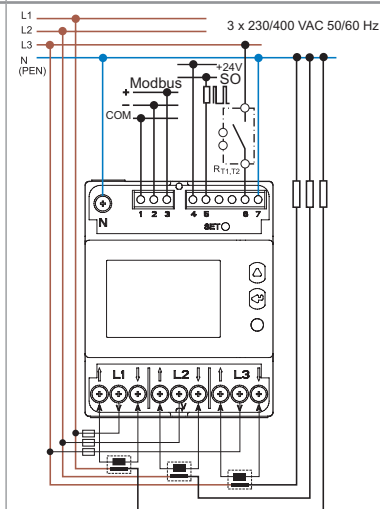 L1
L2
L3
N
(PEN)
3 x 230/400 VAC 50/60 Hz
+24V
SO
Modbus
+
−
COM
RT1,T2
N
1 2 3 4 5 6 7
SET
L1 L2 L3
A V A A V A A V A